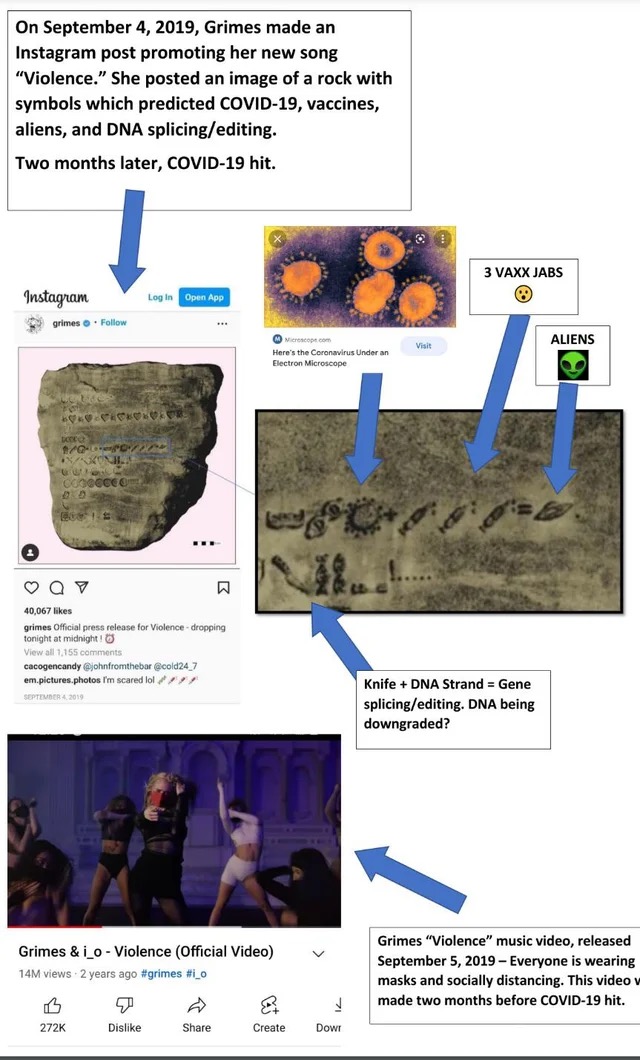 On September 4, 2019, Grimes made an
Instagram post promoting her new song
“Violence.” She posted an image of a rock with
symbols which predicted COVID-19, vaccines,
aliens, and DNA splicing/editing.
Two months later, COVID-19 hit.
Instagram
Log In
Open App
grimes • Follow
Microscope.com
Here's the Coronavirus Under an
Electron Microscope
Visit
3 VAXX JABS
ALIENS
40,067 likes
grimes Official press release for Violence - dropping
tonight at midnight !
View all 1,155 comments
cacogencandy @johnfromthebar @cold24_7
em.pictures.photos I'm scared lol
SEPTEMBER 4, 2019
Knife + DNA Strand = Gene
splicing/editing. DNA being
downgraded?
Grimes & i_o - Violence (Official Video)
14M views · 2 years ago #grimes #i_o
272K
Dislike
Share
Create
Down
Grimes “Violence” music video, released
September 5, 2019 – Everyone is wearing
masks and socially distancing. This video
made two months before COVID-19 hit.